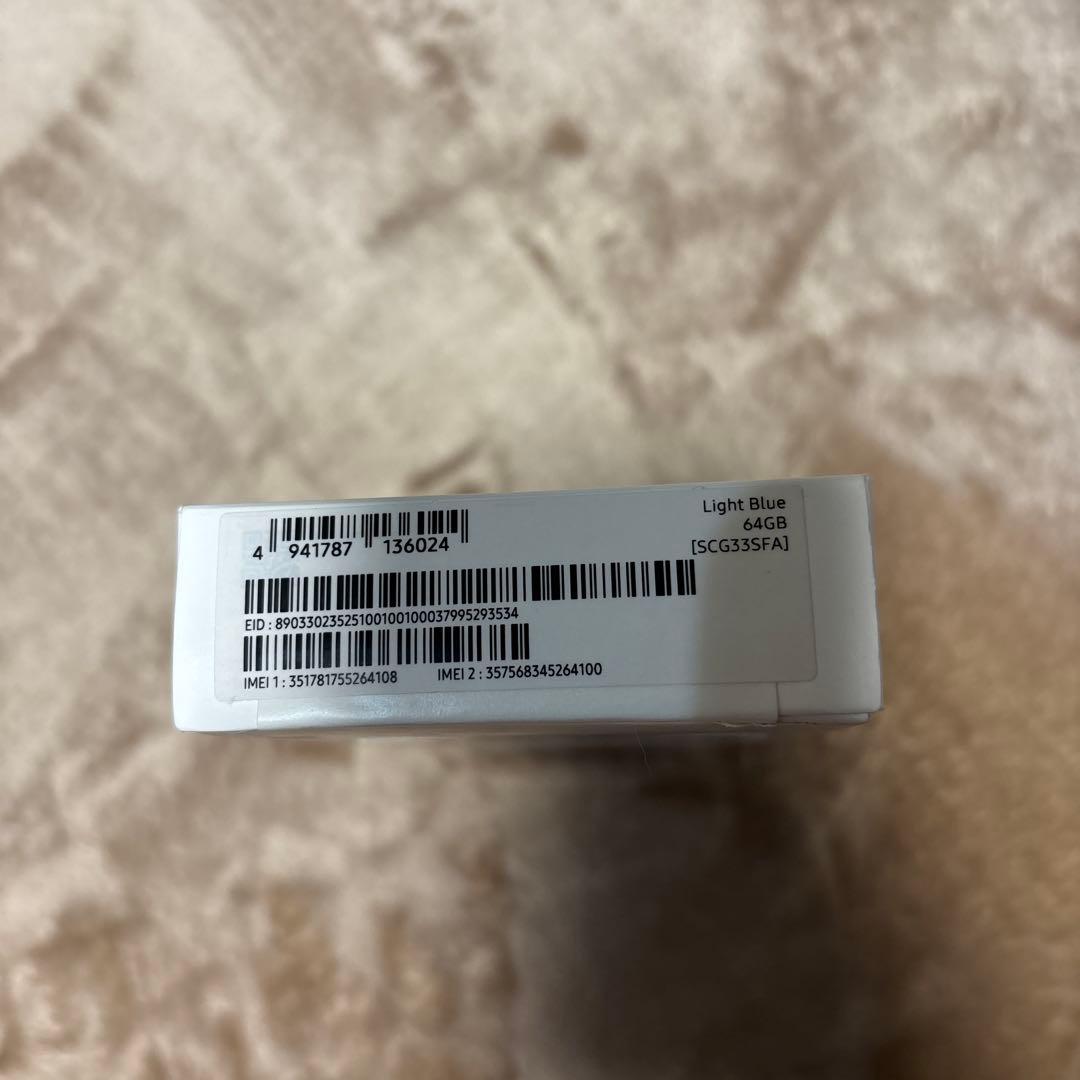 Light Blue
64GB
[SCG33SFA]
4 941787 136024
EID : 89033023525100100100037995293534
IMEI 1 : 351781755264108 IMEI 2 : 357568345264100